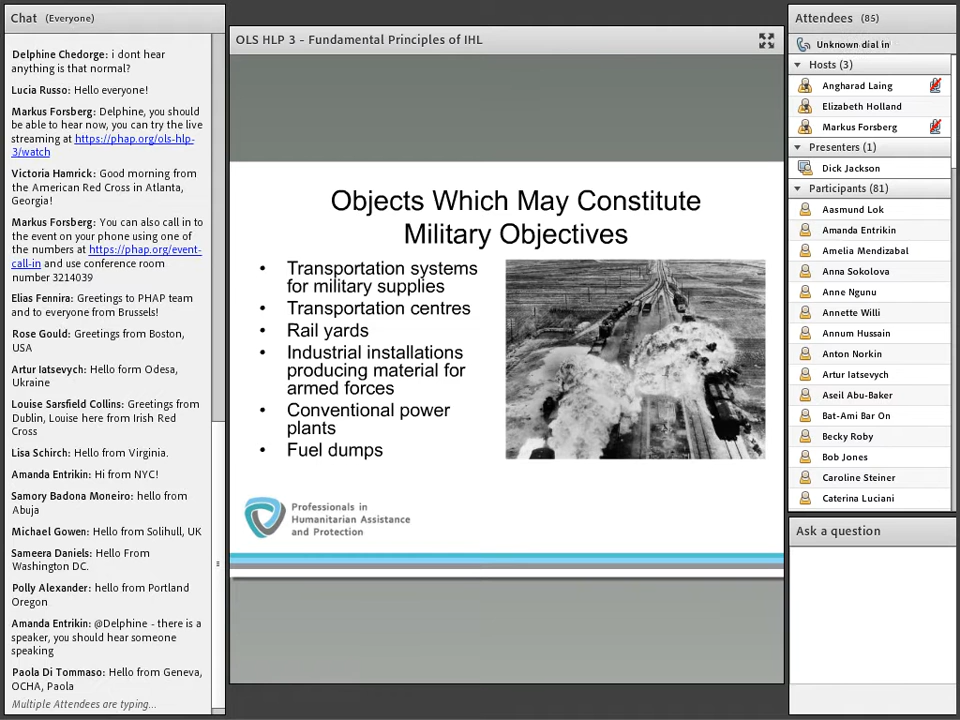 Chat (Everyone)
Delphine Chedorge: i dont hear
anything is that normal?
Lucia Russo: Hello everyone!
Markus Forsberg: Delphine, you should
be able to hear now, you can try the live
streaming at https://phap.org/ols-hlp-
3/watch
Victoria Hamrick: Good morning from
the American Red Cross in Atlanta,
Georgia!
Markus Forsberg: You can also call in to
the event on your phone using one of
the numbers at https://phap.org/event-
call-in and use conference room
number 3214039
Elias Fennira: Greetings to PHAP team
and to everyone from Brussels!
Rose Gould: Greetings from Boston,
USA
Artur Iatsevych: Hello form Odesa,
Ukraine
Louise Sarsfield Collins: Greetings from
Dublin, Louise here from Irish Red
Cross
Lisa Schirch: Hello from Virginia.
Amanda Entrikin: Hi from NYC!
Samory Badona Moneiro: hello from
Abuja
Michael Gowen: Hello from Solihull, UK
Sameera Daniels: Hello From
Washington DC.
Polly Alexander: hello from Portland
Oregon
Amanda Entrikin: @Delphine - there is a
speaker, you should hear someone
speaking
Paola Di Tommaso: Hello from Geneva,
OCHA, Paola
Multiple Attendees are typing...
OLS HLP 3 - Fundamental Principles of IHL
Objects Which May Constitute
Military Objectives
• Transportation systems
for military supplies
• Transportation centres
• Rail yards
• Industrial installations
producing material for
armed forces
• Conventional power
plants
• Fuel dumps
Professionals in
Humanitarian Assistance
and Protection
Attendees (85)
Unknown dial in
Hosts (3)
Angharad Laing
Elizabeth Holland
Markus Forsberg
Presenters (1)
Dick Jackson
Participants (81)
Aasmund Lok
Amanda Entrikin
Amelia Mendizabal
Anna Sokolova
Anne Ngunu
Annette Willi
Annum Hussain
Anton Norkin
Artur Iatsevych
Aseil Abu-Baker
Bat-Ami Bar On
Becky Roby
Bob Jones
Caroline Steiner
Caterina Luciani
Ask a question